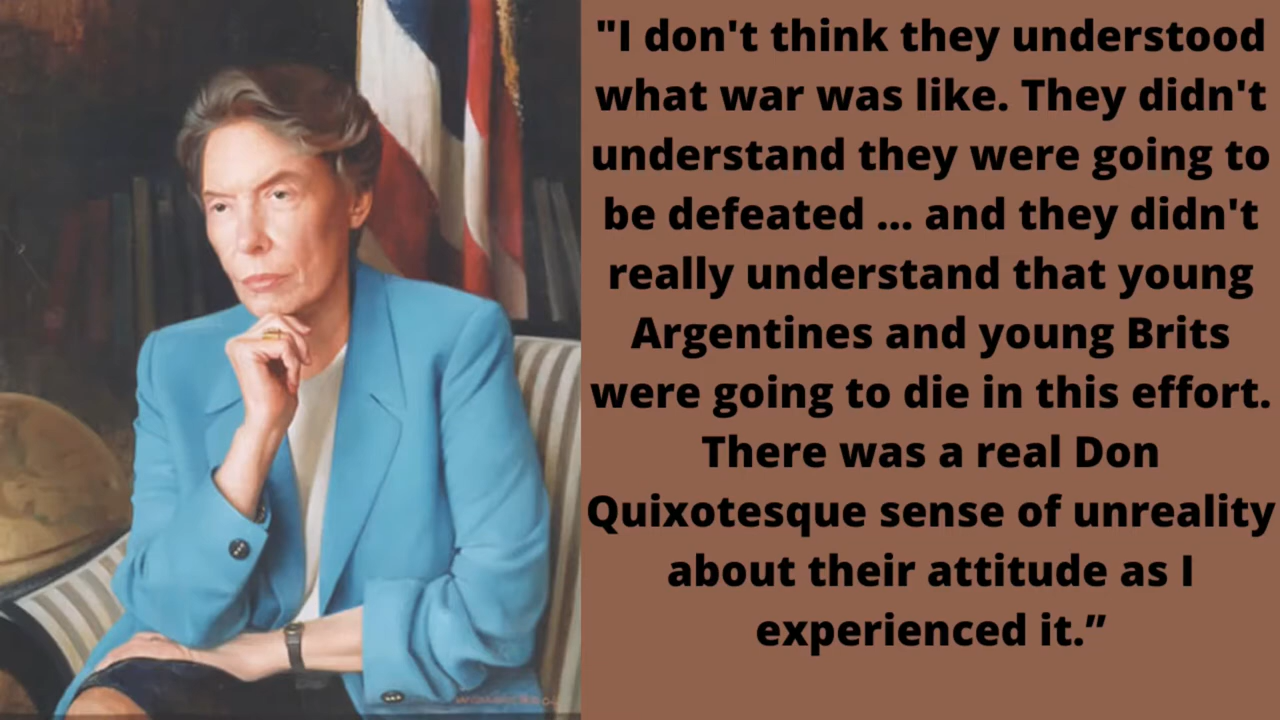 "I don't think they understood
what war was like. They didn't
understand they were going to
be defeated ... and they didn't
really understand that young
Argentines and young Brits
were going to die in this effort.
There was a real Don
Quixotesque sense of unreality
about their attitude as I
experienced it.”